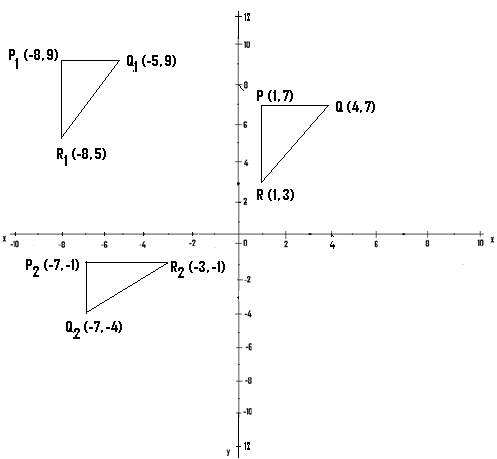 12
10
8
6
4
2
P1 (-8,9)
Q1 (-5,9)
R1 (-8,5)
P (1,7)
Q (4,7)
R (1,3)
x
x
-10
-8
-6
-4
-2
0
2
4
6
8
10
P2 (-7,-1)
R2 (-3,-1)
Q2 (-7,-4)
-2
-4
-6
-8
-10
12
y